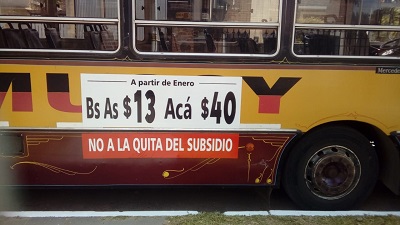 A partir de Enero
Bs As $13 Acá $40
NO A LA QUITA DEL SUBSIDIO